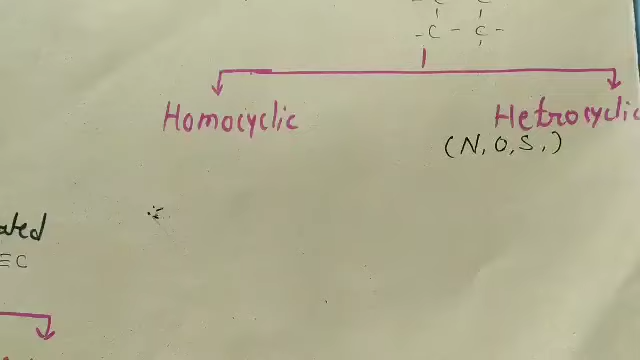 -C - C-
Homocyclic
Hetrocyclic
(N, O, S,)
ated
≡C